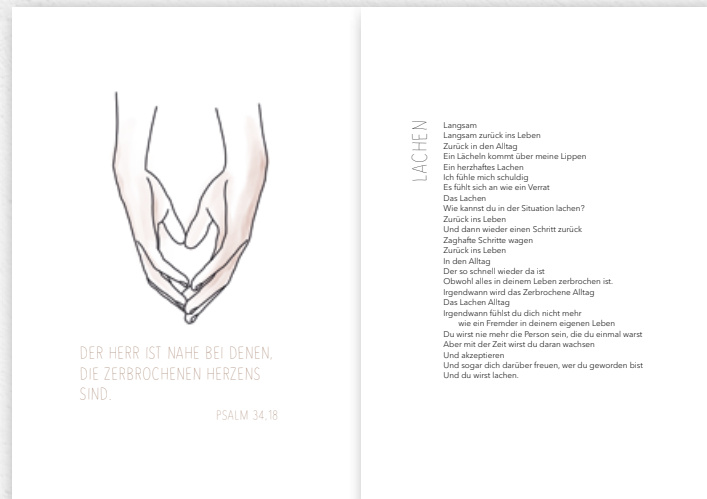 DER HERR IST NAHE BEI DENEN,
DIE ZERBROCHENEN HERZENS
SIND.
PSALM 34,18
LACHEN
Langsam
Langsam zurück ins Leben
Zurück in den Alltag
Ein Lächeln kommt über meine Lippen
Ein herzhaftes Lachen
Ich fühle mich schuldig
Es fühlt sich an wie ein Verrat
Das Lachen
Wie kannst du in der Situation lachen?
Zurück ins Leben
Und dann wieder einen Schritt zurück
Zaghafte Schritte wagen
Zurück ins Leben
In den Alltag
Der so schnell wieder da ist
Obwohl alles in deinem Leben zerbrochen ist.
Irgendwann wird das Zerbrochene Alltag
Das Lachen Alltag
Irgendwann fühlst du dich nicht mehr
wie ein Fremder in deinem eigenen Leben
Du wirst nie mehr die Person sein, die du einmal warst
Aber mit der Zeit wirst du daran wachsen
Und akzeptieren
Und sogar dich darüber freuen, wer du geworden bist
Und du wirst lachen.